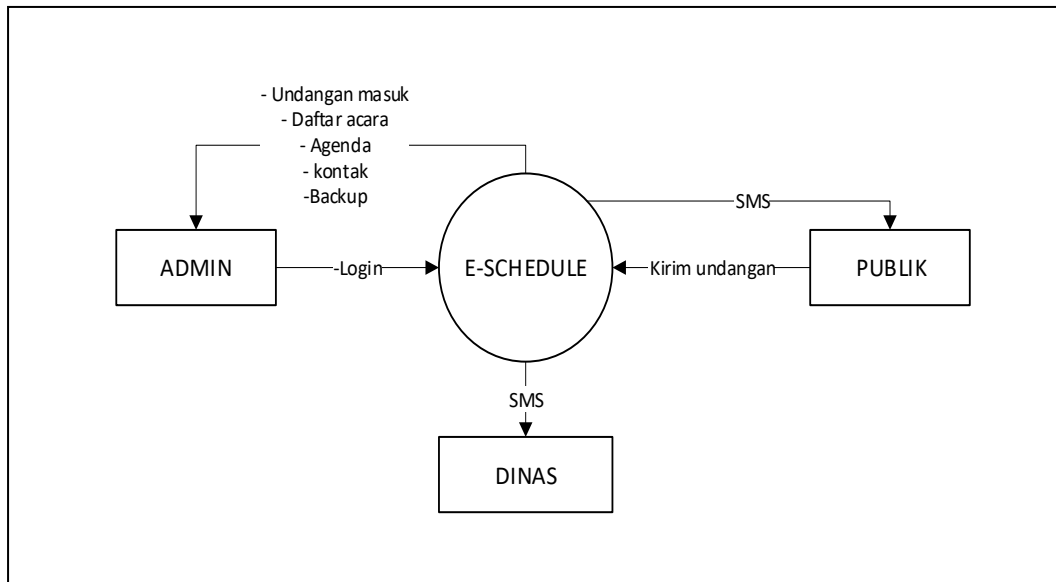 - Undangan masuk
- Daftar acara
- Agenda
- kontak
-Backup
SMS
ADMIN
-Login
E-SCHEDULE
Kirim undangan
PUBLIK
SMS
DINAS